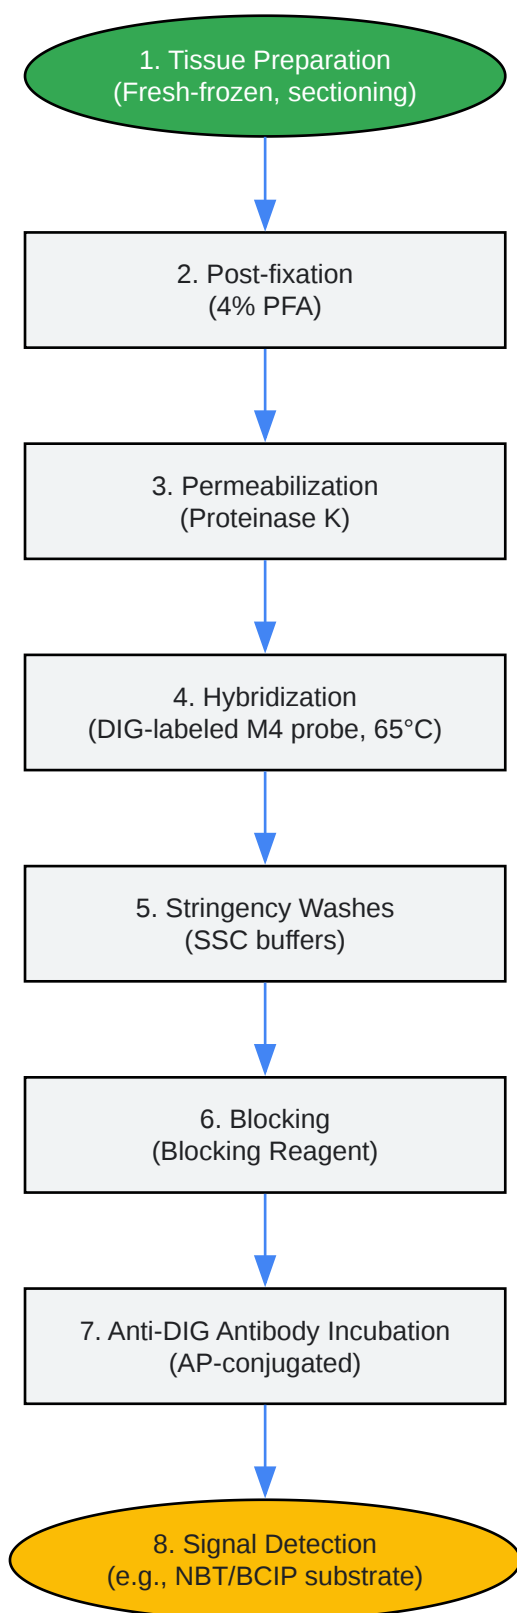 1. Tissue Preparation
(Fresh-frozen, sectioning)
2. Post-fixation
(4% PFA)
3. Permeabilization
(Proteinase K)
4. Hybridization
(DIG-labeled M4 probe, 65°C)
5. Stringency Washes
(SSC buffers)
6. Blocking
(Blocking Reagent)
7. Anti-DIG Antibody Incubation
(AP-conjugated)
8. Signal Detection
(e.g., NBT/BCIP substrate)